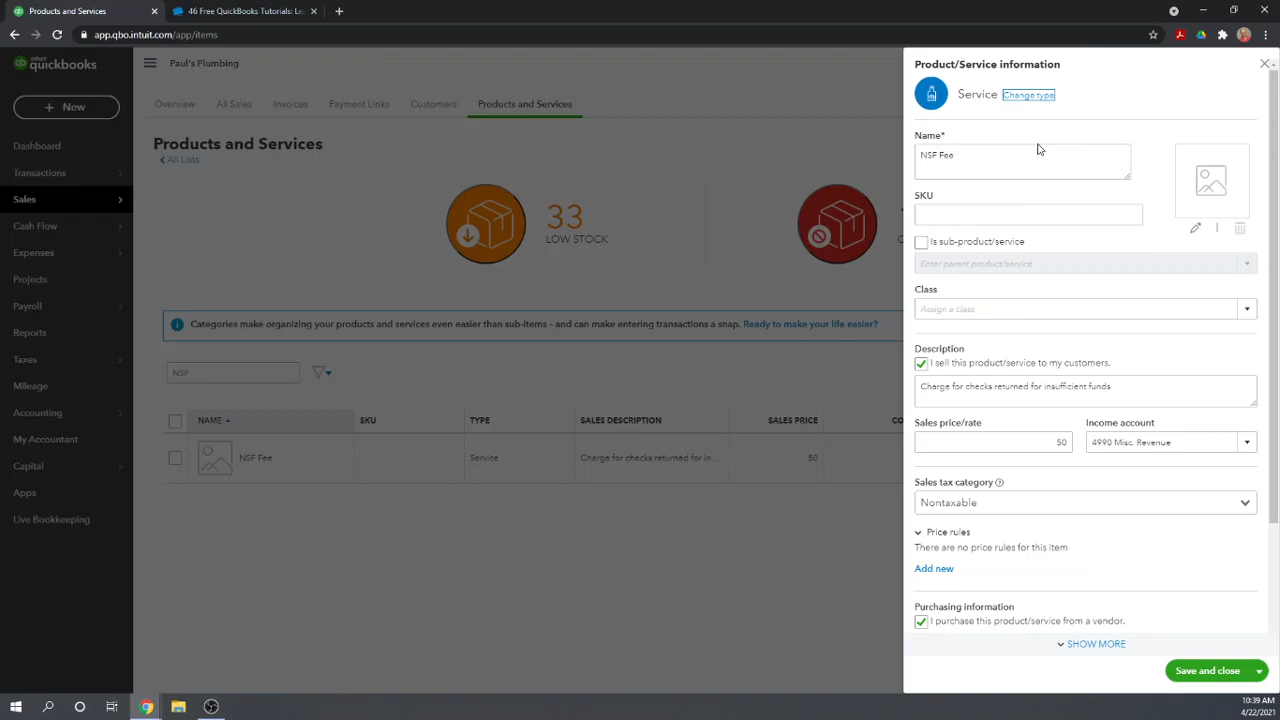 Products and Services
46 Free QuickBooks Tutorials: Le
app.qbo.intuit.com/app/items
intuit
quickbooks
Paul's Plumbing
New
Dashboard
Transactions
Sales
Cash Flow
Expenses
Projects
Payroll
Reports
Taxes
Mileage
Accounting
My Accountant
Capital
Apps
Live Bookkeeping
Overview
All Sales
Invoices
Payment Links
Customers
Products and Services
Products and Services
All Lists
33
LOW STOCK
Categories make organizing your products and services even easier than sub-items - and can make entering transactions a snap. Ready to make your life easier?
NSF
NAME SKU TYPE SALES DESCRIPTION SALES PRICE CO
NSF Fee Service Charge for checks returned for in... 50
Product/Service information
Service Change type
Name*
NSF Fee
SKU
Is sub-product/service
Enter parent product/service
Class
Assign a class
Description
I sell this product/service to my customers.
Charge for checks returned for insufficient funds
Sales price/rate Income account
50 4990 Misc. Revenue
Sales tax category
Nontaxable
Price rules
There are no price rules for this item
Add new
Purchasing information
I purchase this product/service from a vendor.
SHOW MORE
Save and close
10:39 AM
4/22/2021